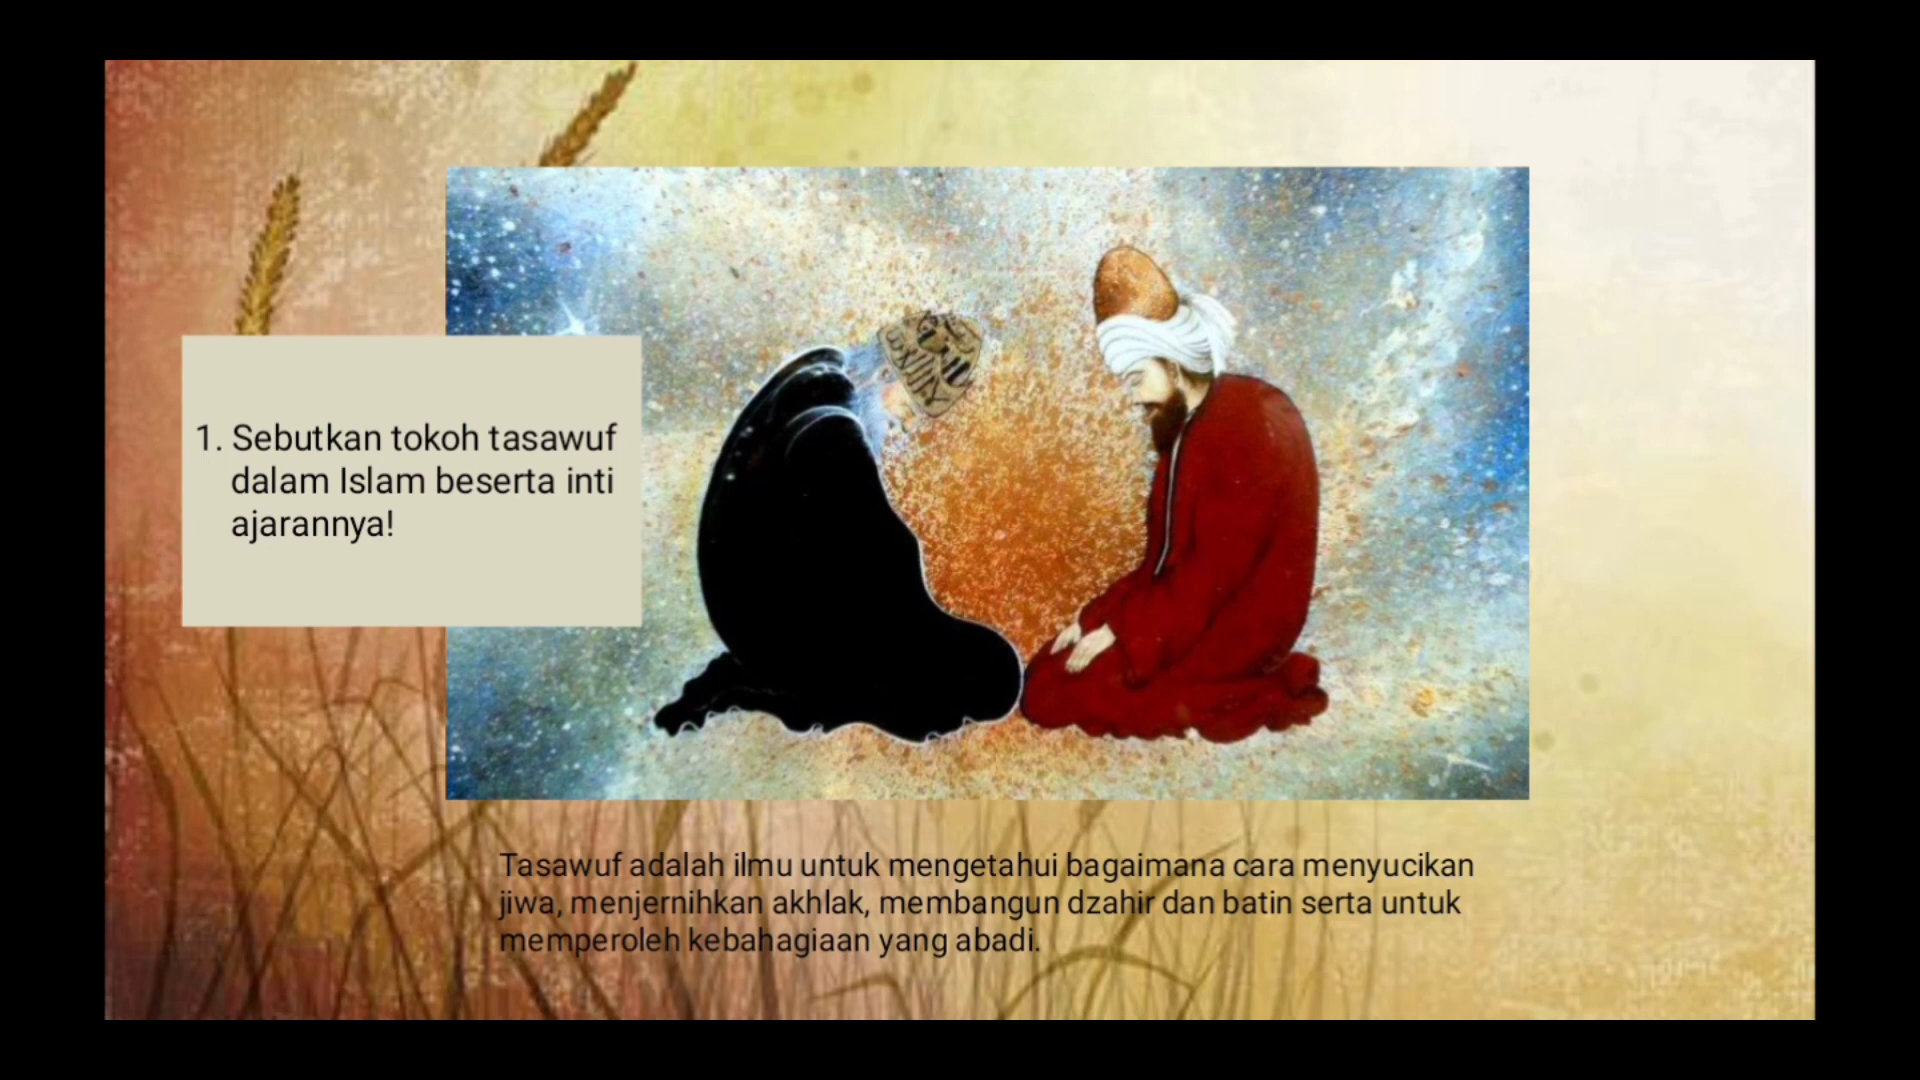 1. Sebutkan tokoh tasawuf
dalam Islam beserta inti
ajarannya!
Tasawuf adalah ilmu untuk mengetahui bagaimana cara menyucikan
jiwa, menjernihkan akhlak, membangun dzahir dan batin serta untuk
memperoleh kebahagiaan yang abadi.